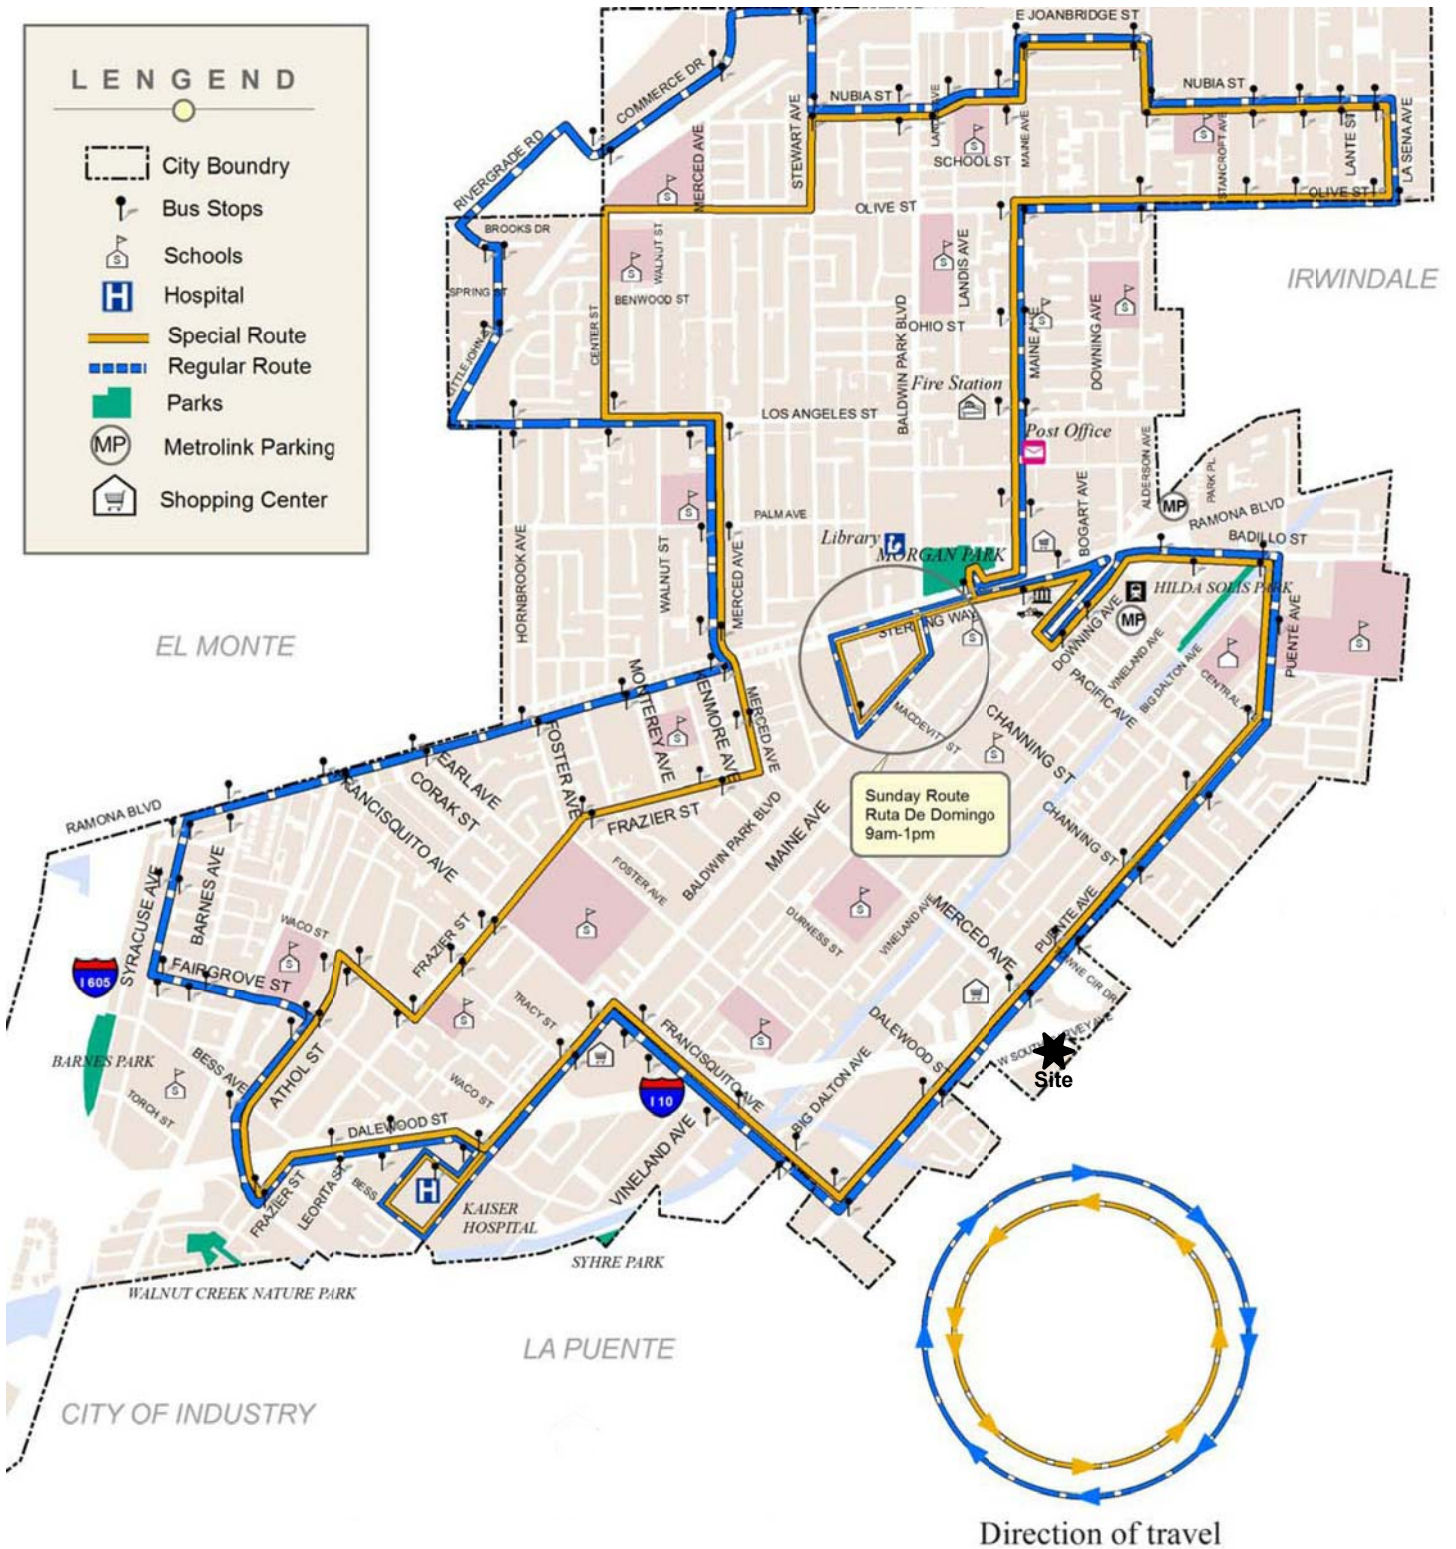 LENGEND
City Boundry
Bus Stops
Schools
Hospital
Special Route
Regular Route
Parks
MP
Metrolink Parking
Shopping Center
E JOANBRIDGE ST
COMMERCE DR
NUBIA ST
NUBIA ST
STEWART AVE
MAINE AVE
SCHOOL ST
STANCROFT AVE
LANTE ST
LA SENA AVE
RIVERGRADE RD
MERCED AVE
OLIVE ST
OLIVE ST
BROOKS DR
WALNUT ST
SPRING ST
BENWOOD ST
CENTER ST
LANDIS AVE
IRWINDALE
OHIO ST
BALDWIN PARK BLVD
MAINE AVE
DOWNING AVE
Fire Station
LOS ANGELES ST
Post Office
ALDERSON AVE
PARK PL
MP
RAMONA BLVD
BADILLO ST
BOGART AVE
PALM AVE
Library
MORGAN PARK
HORNBROOK AVE
WALNUT ST
MERCED AVE
HILDA SOLIS PARK
MP
STERLING WAY
DOWNING AVE
VINELAND AVE
BIG DALTON AVE
CENTRAL
PUENTE AVE
EL MONTE
PACIFIC AVE
MONTEREY AVE
KENMORE AVE
MERCED AVE
MACDEVITT ST
CHANNING ST
FOSTER AVE
EARL AVE
CORAK ST
FRANCISQUITO AVE
RAMONA BLVD
FRAZIER ST
Sunday Route
Ruta De Domingo
9am-1pm
BALDWIN PARK BLVD
MAINE AVE
CHANNING ST
FOSTER AVE
SYRACUSE AVE
BARNES AVE
WACO ST
FRAZIER ST
DURNESS ST
VINELAND AVE
MERCED AVE
PUENTE AVE
I 605
FAIRGROVE ST
TRACY ST
FRANCISQUITO AVE
DALEWOOD ST
Site
BARNES PARK
BESS AVE
ATHOL ST
TORCH ST
WACO ST
I 10
BIG DALTON AVE
DALEWOOD ST
VINELAND AVE
FRAZIER ST
LEORITA ST
BESS
H
KAISER
HOSPITAL
SYHRE PARK
WALNUT CREEK NATURE PARK
LA PUENTE
CITY OF INDUSTRY
Direction of travel